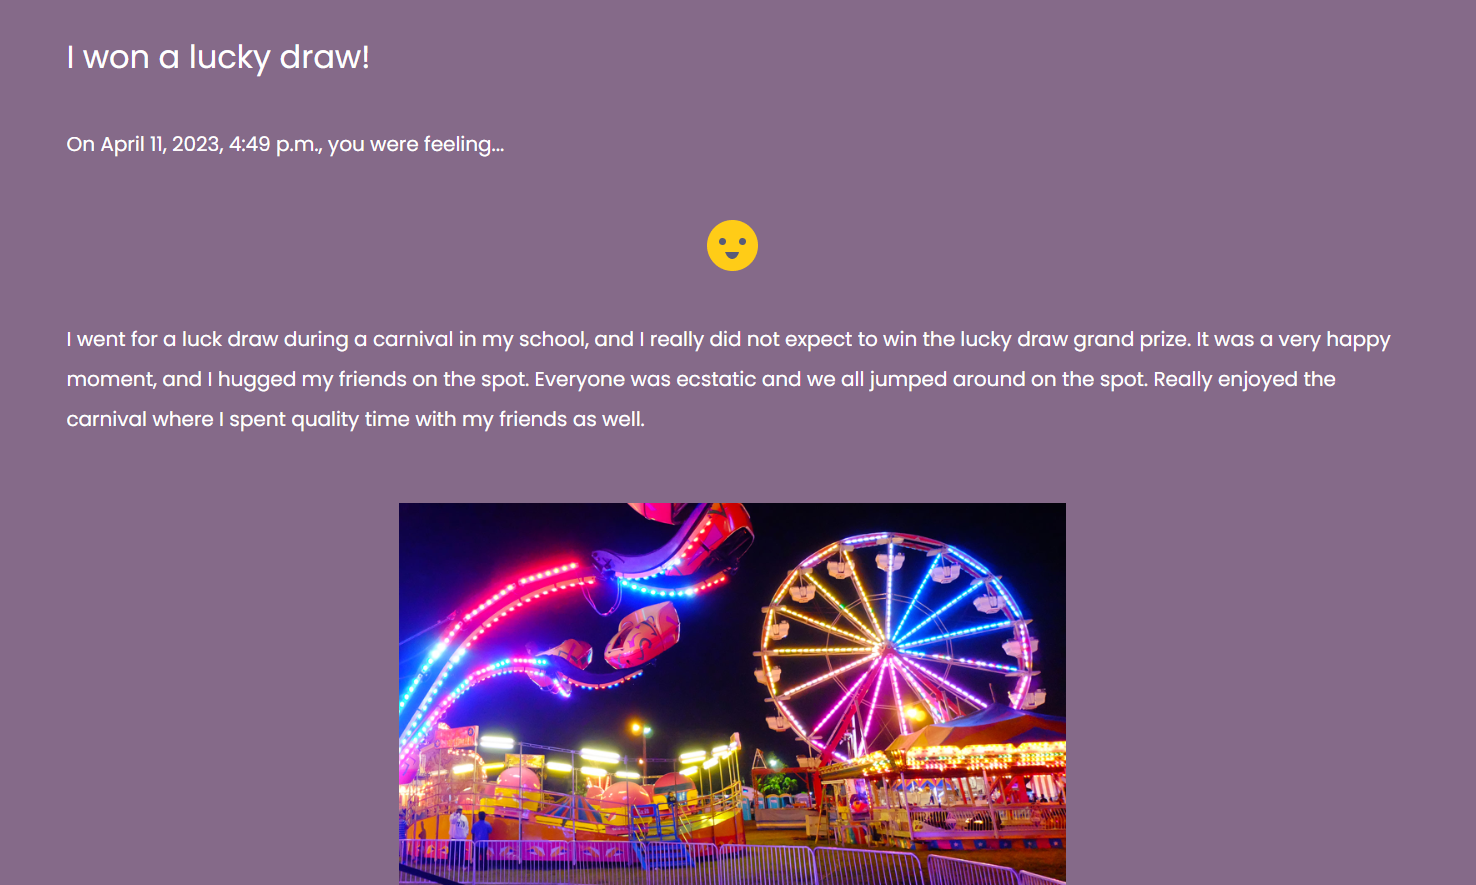 I won a lucky draw!
On April 11, 2023, 4:49 p.m., you were feeling...
I went for a luck draw during a carnival in my school, and I really did not expect to win the lucky draw grand prize. It was a very happy
moment, and I hugged my friends on the spot. Everyone was ecstatic and we all jumped around on the spot. Really enjoyed the
carnival where I spent quality time with my friends as well.